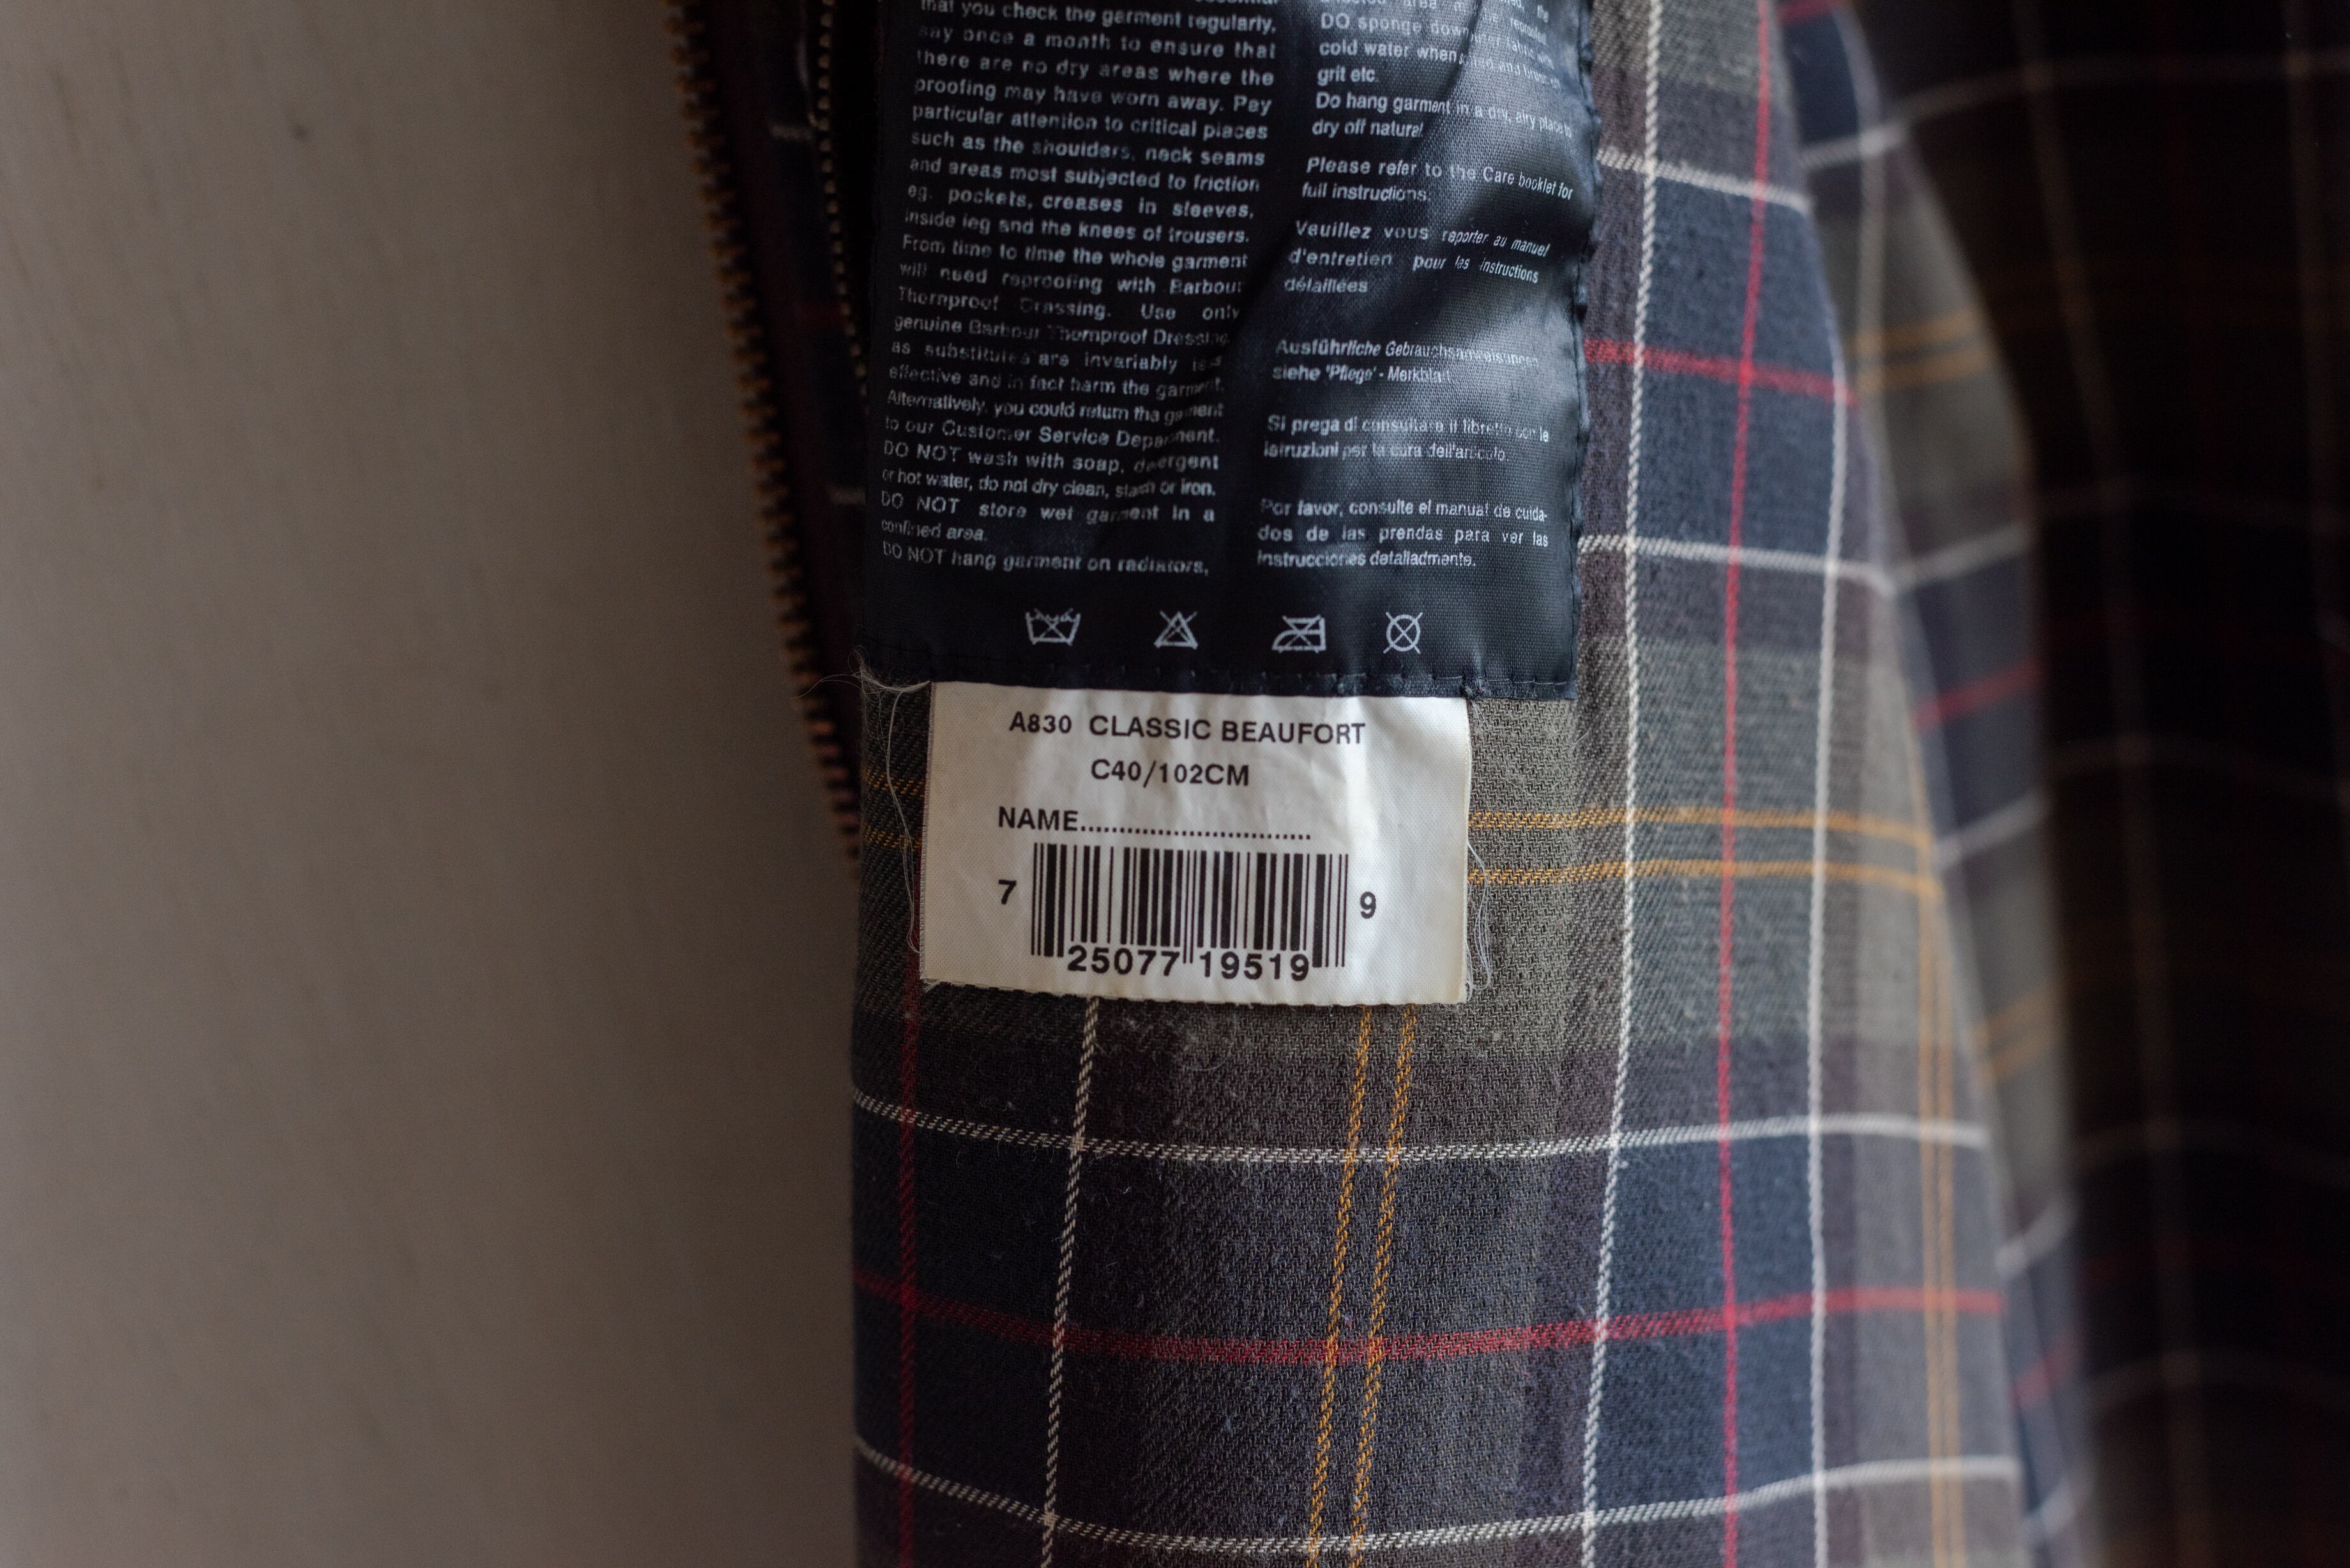 that you check the garment regularly,
say once a month to ensure that
there are no dry areas where the
proofing may have worn away. Pay
particular attention to critical places
such as the shoulders, neck seams
and areas most subjected to friction
eg. pockets, creases in sleeves,
inside leg and the knees of trousers.
From time to time the whole garment
will need reproofing with Barbour
Thornproof Dressing. Use only
genuine Barbour Thornproof Dressing
as substitutes are invariably less
effective and in fact harm the garment.
Alternatively, you could return the garment
to our Customer Service Department.
DO NOT wash with soap, detergent
or hot water, do not dry clean, starch or iron.
DO NOT store wet garment in a
confined area.
DO NOT hang garment on radiators,
DO sponge down the fabric with
cold water when
grit etc.
Do hang garment in a dry, airy place to
dry off natural
Please refer to the Care booklet for
full instructions.
Veuillez vous reporter au manuel
d'entretien pour les instructions
détaillées
Ausführliche Gebrauchsanweisungen
siehe 'Pflege' - Merkblatt
Si prega di consultare il libretto con le
istruzioni per la cura dell'articolo.
Por favor, consulte el manual de cuida-
dos de las prendas para ver las
instrucciones detalladmente.
A830 CLASSIC BEAUFORT
C40/102CM
NAME..............................
7 25077 19519 9